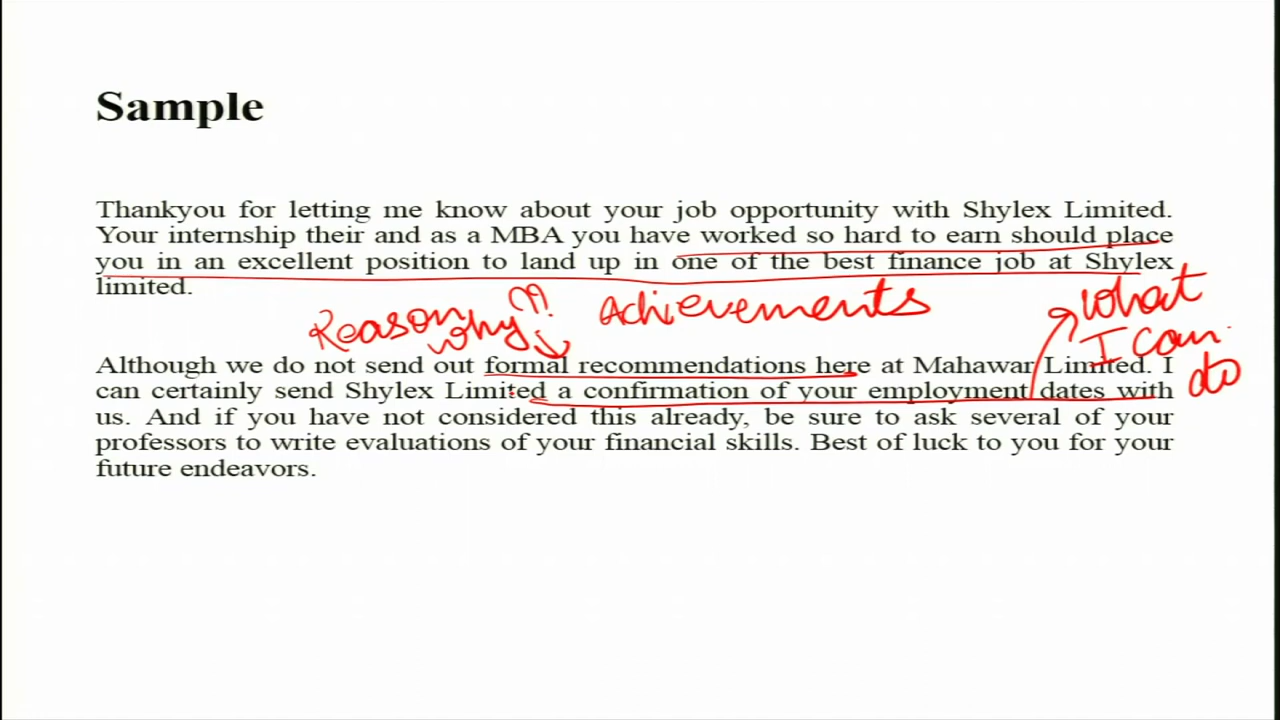 Sample
Thankyou for letting me know about your job opportunity with Shylex Limited.
Your internship their and as a MBA you have worked so hard to earn should place
you in an excellent position to land up in one of the best finance job at Shylex
limited.
Reason why??
Achievements
What
I can
do
Although we do not send out formal recommendations here at Mahawar Limited. I
can certainly send Shylex Limited a confirmation of your employment dates with
us. And if you have not considered this already, be sure to ask several of your
professors to write evaluations of your financial skills. Best of luck to you for your
future endeavors.